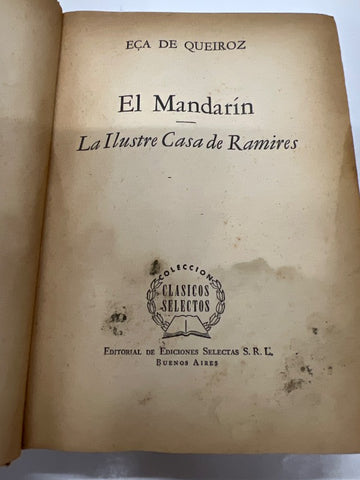 EÇA DE QUEIROZ
El Mandarín
La Ilustre Casa de Ramires
COLECCION
CLASICOS
SELECTOS
EDITORIAL DE EDICIONES SELECTAS S. R. L.
BUENOS AIRES